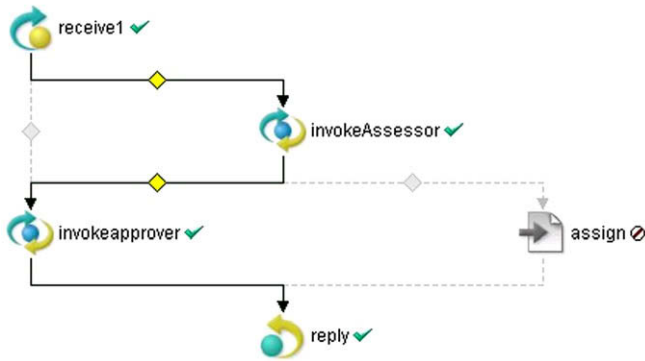 receive1
invokeAssessor
invokeapprover
assign
reply